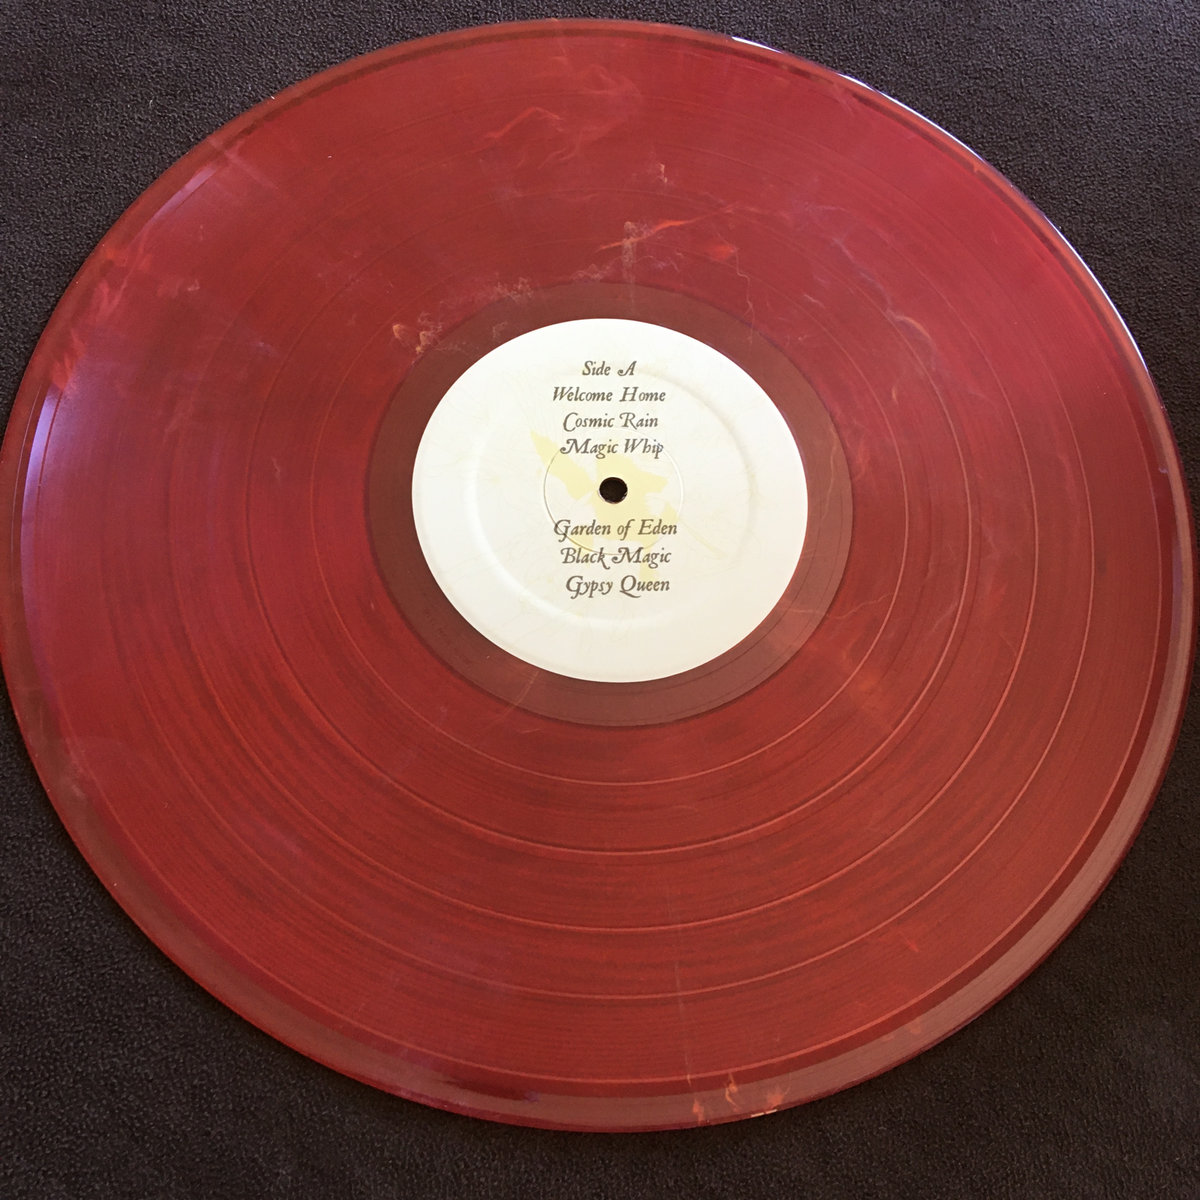 Side A
Welcome Home
Cosmic Rain
Magic Whip
Garden of Eden
Black Magic
Gypsy Queen